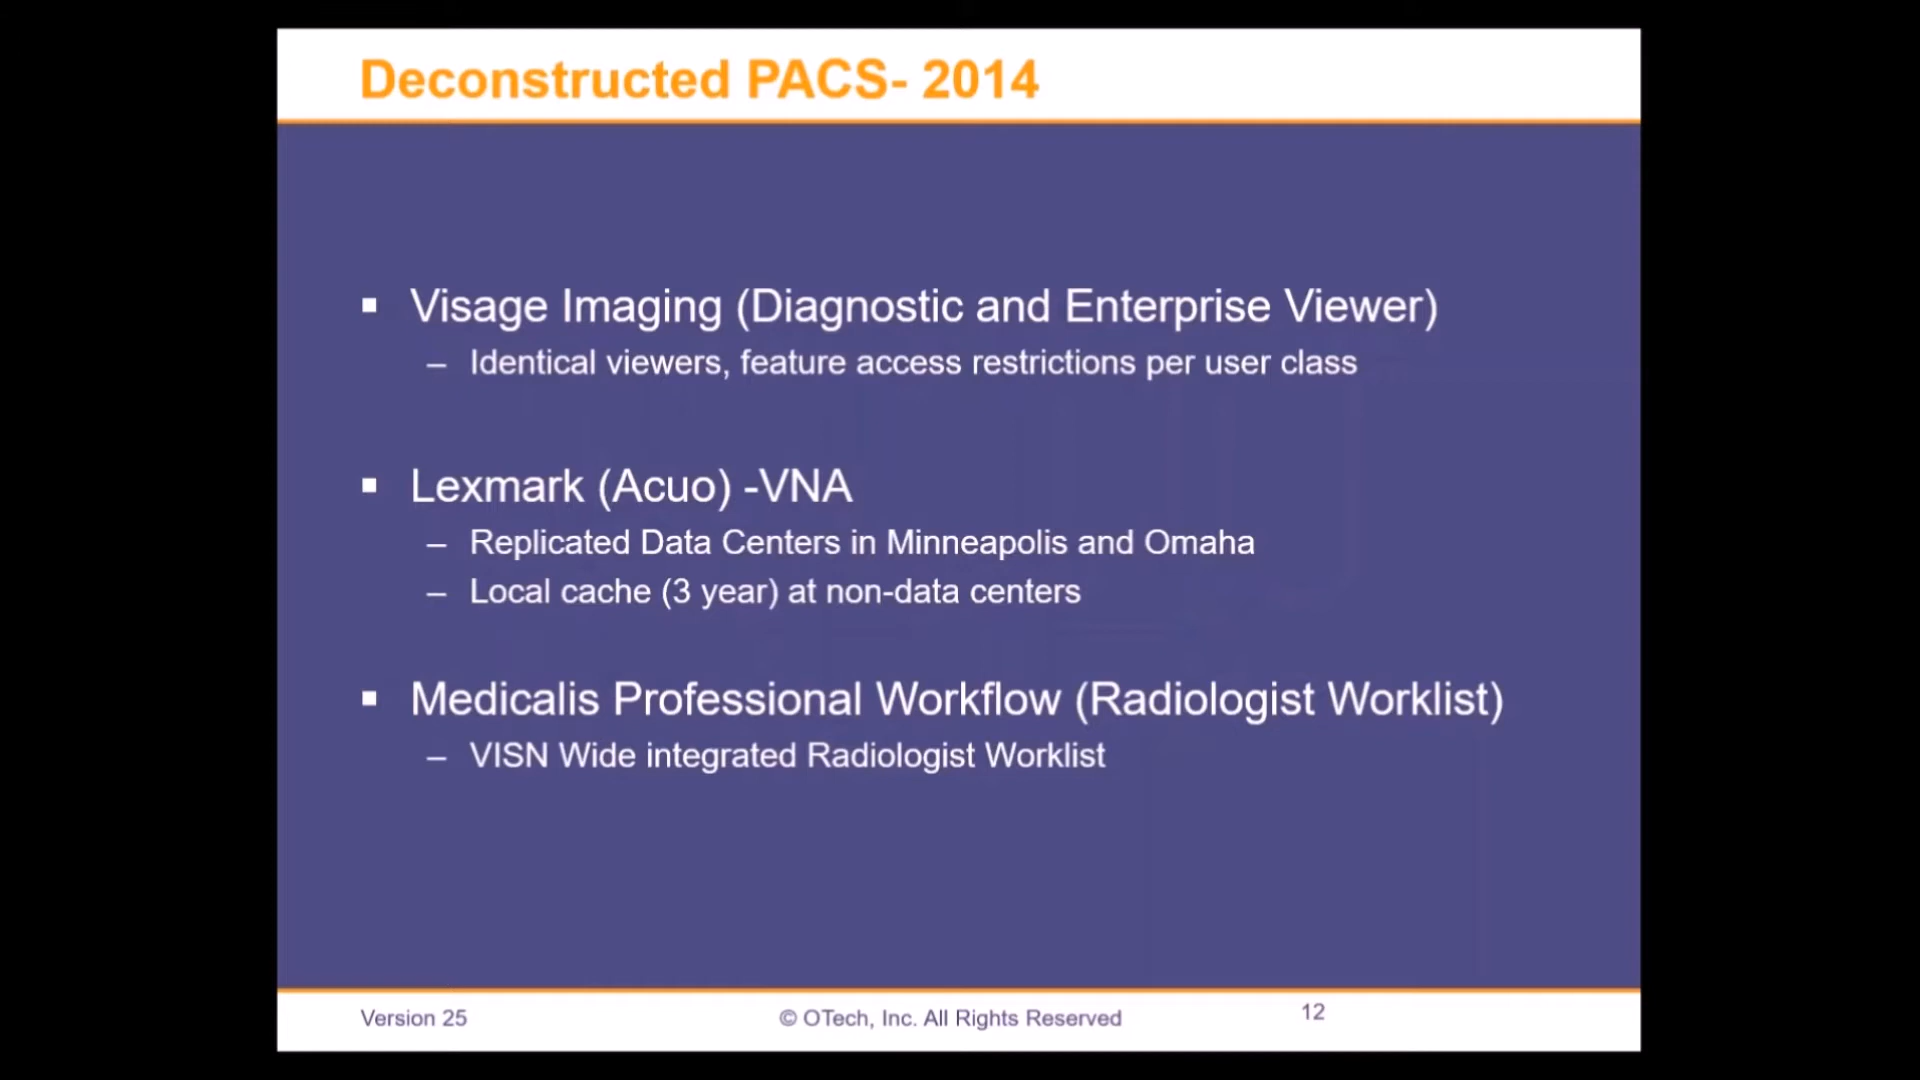 Deconstructed PACS- 2014
▪ Visage Imaging (Diagnostic and Enterprise Viewer)
– Identical viewers, feature access restrictions per user class
▪ Lexmark (Acuo) -VNA
– Replicated Data Centers in Minneapolis and Omaha
– Local cache (3 year) at non-data centers
▪ Medicalis Professional Workflow (Radiologist Worklist)
– VISN Wide integrated Radiologist Worklist
Version 25
© OTech, Inc. All Rights Reserved
12